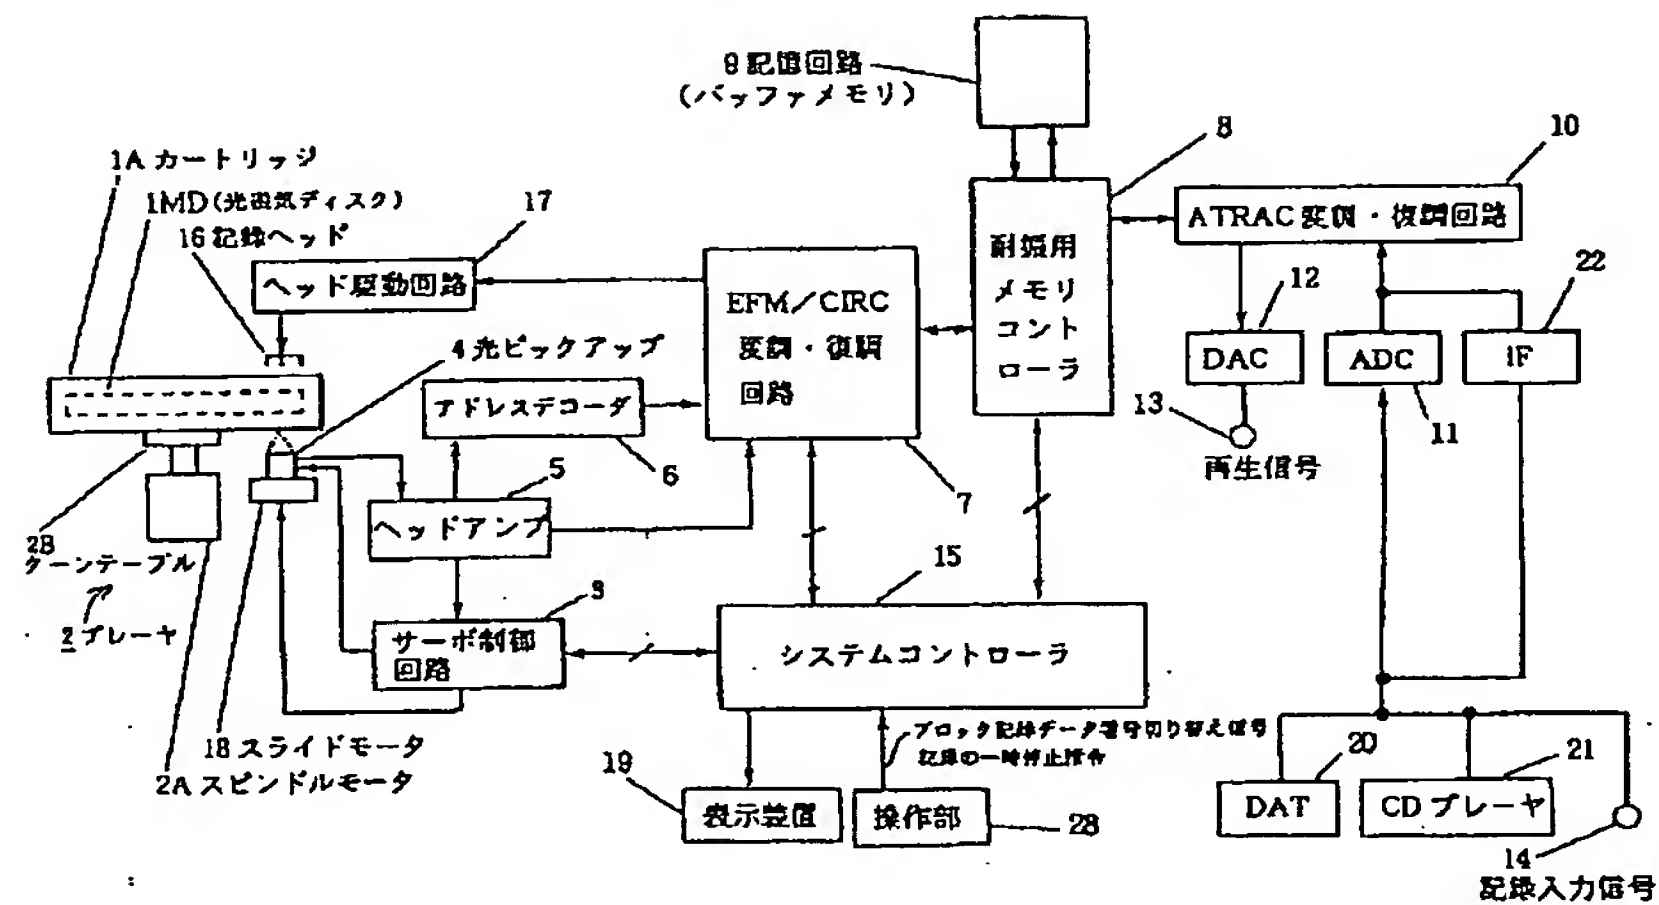 9 記憶回路
(バッファメモリ)
8
10
1A カートリッジ
1MD(光磁気ディスク)
16 記録ヘッド
17
ヘッド駆動回路
ATRAC 変調・復調回路
耐振用
メモリ
コント
ローラ
EFM/CIRC
変調・復調
回路
12
22
DAC
ADC
IF
4 光ピックアップ
アドレスデコーダ
13
11
再生信号
6
5
7
ヘッドアンプ
2B
ターンテーブル
2 プレーヤ
15
3
サーボ制御
回路
システムコントローラ
18 スライドモータ
2A スピンドルモータ
ブロック記録データ番号切り替え信号
記録の一時停止指令
19
表示装置
操作部
28
20
21
DAT
CD プレーヤ
14
記録入力信号